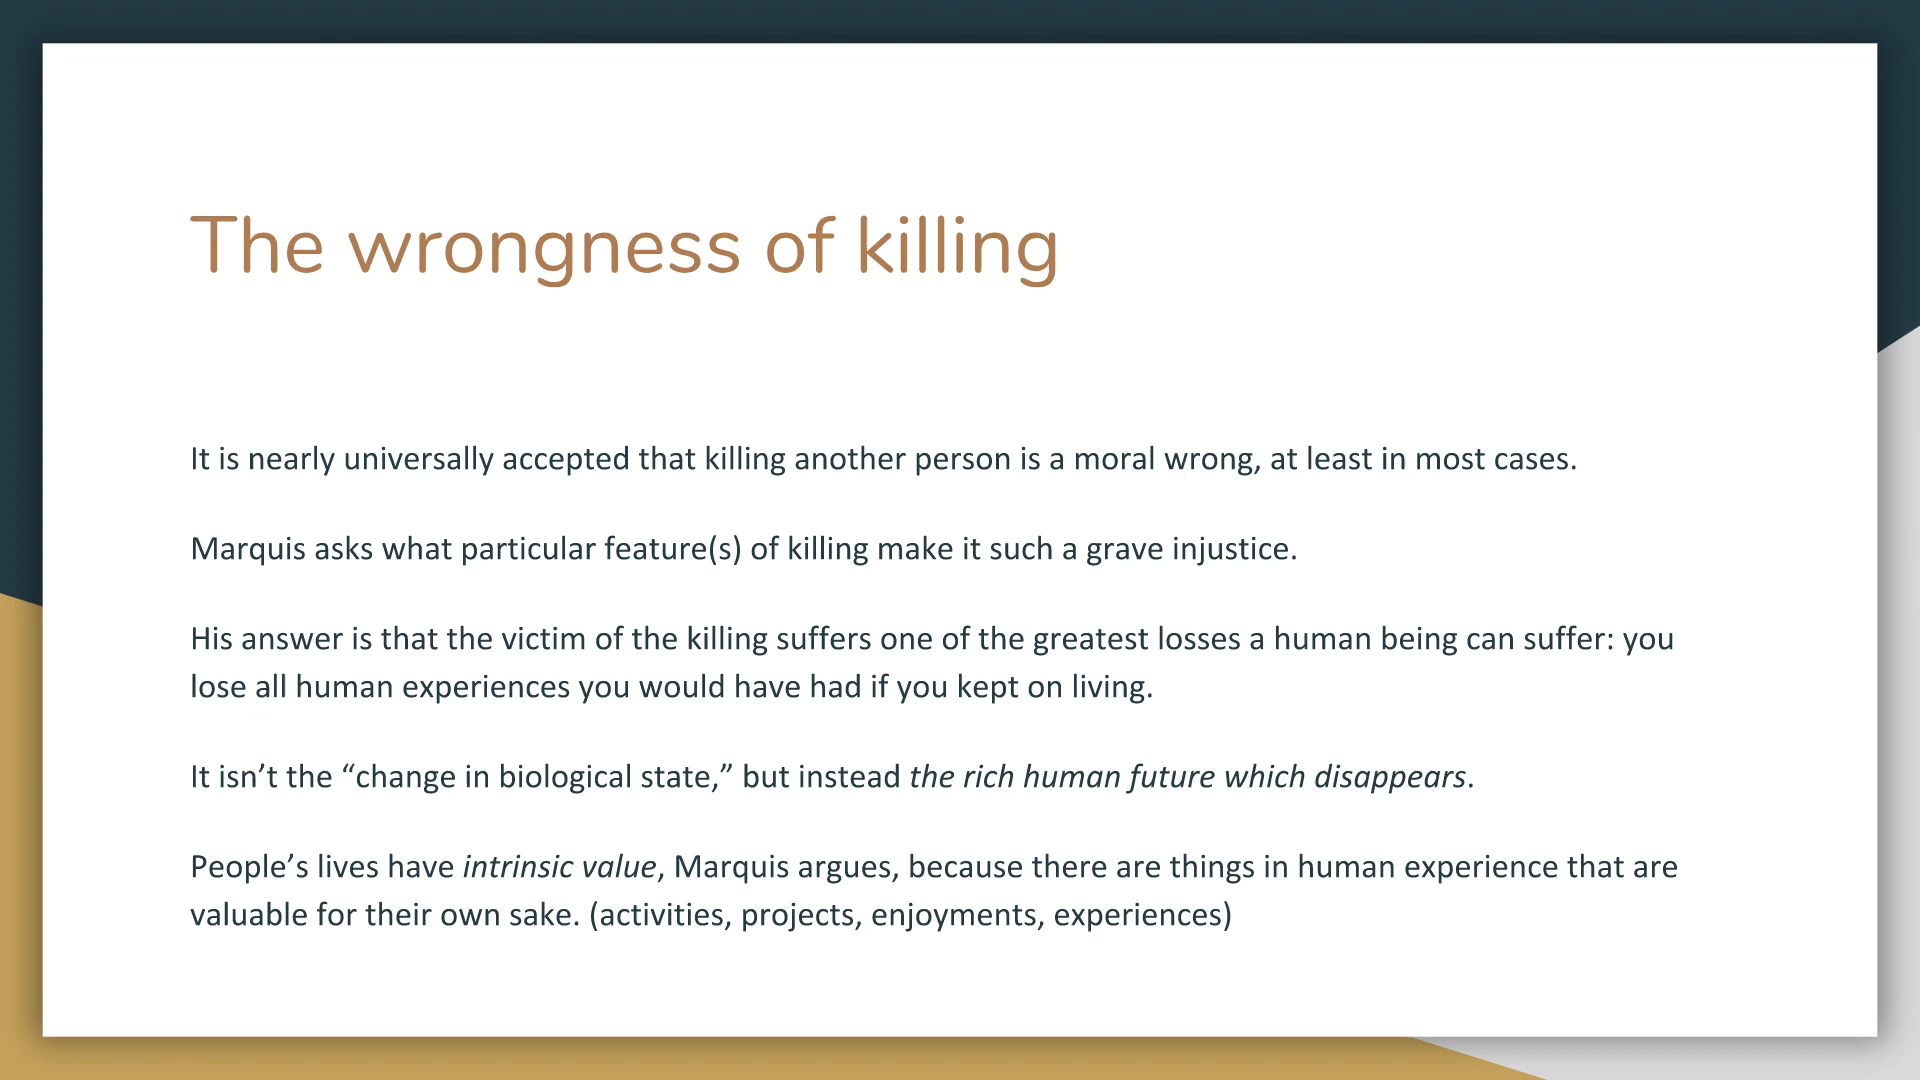 The wrongness of killing
It is nearly universally accepted that killing another person is a moral wrong, at least in most cases.
Marquis asks what particular feature(s) of killing make it such a grave injustice.
His answer is that the victim of the killing suffers one of the greatest losses a human being can suffer: you
lose all human experiences you would have had if you kept on living.
It isn’t the “change in biological state,” but instead the rich human future which disappears.
People’s lives have intrinsic value, Marquis argues, because there are things in human experience that are
valuable for their own sake. (activities, projects, enjoyments, experiences)